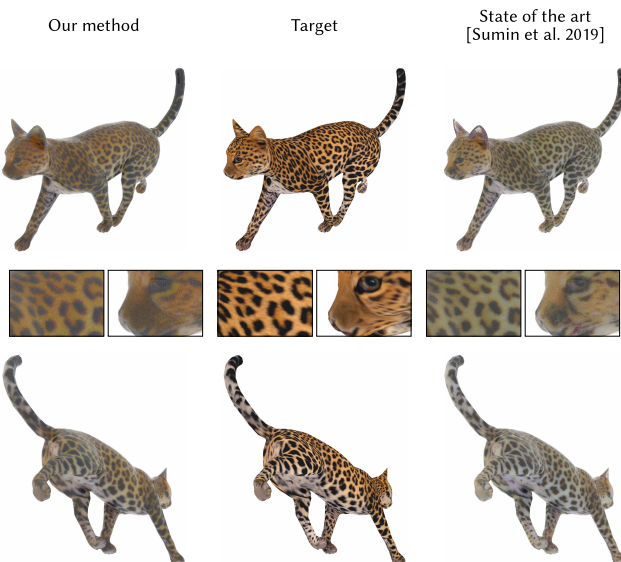 Our method
Target
State of the art
[Sumin et al. 2019]